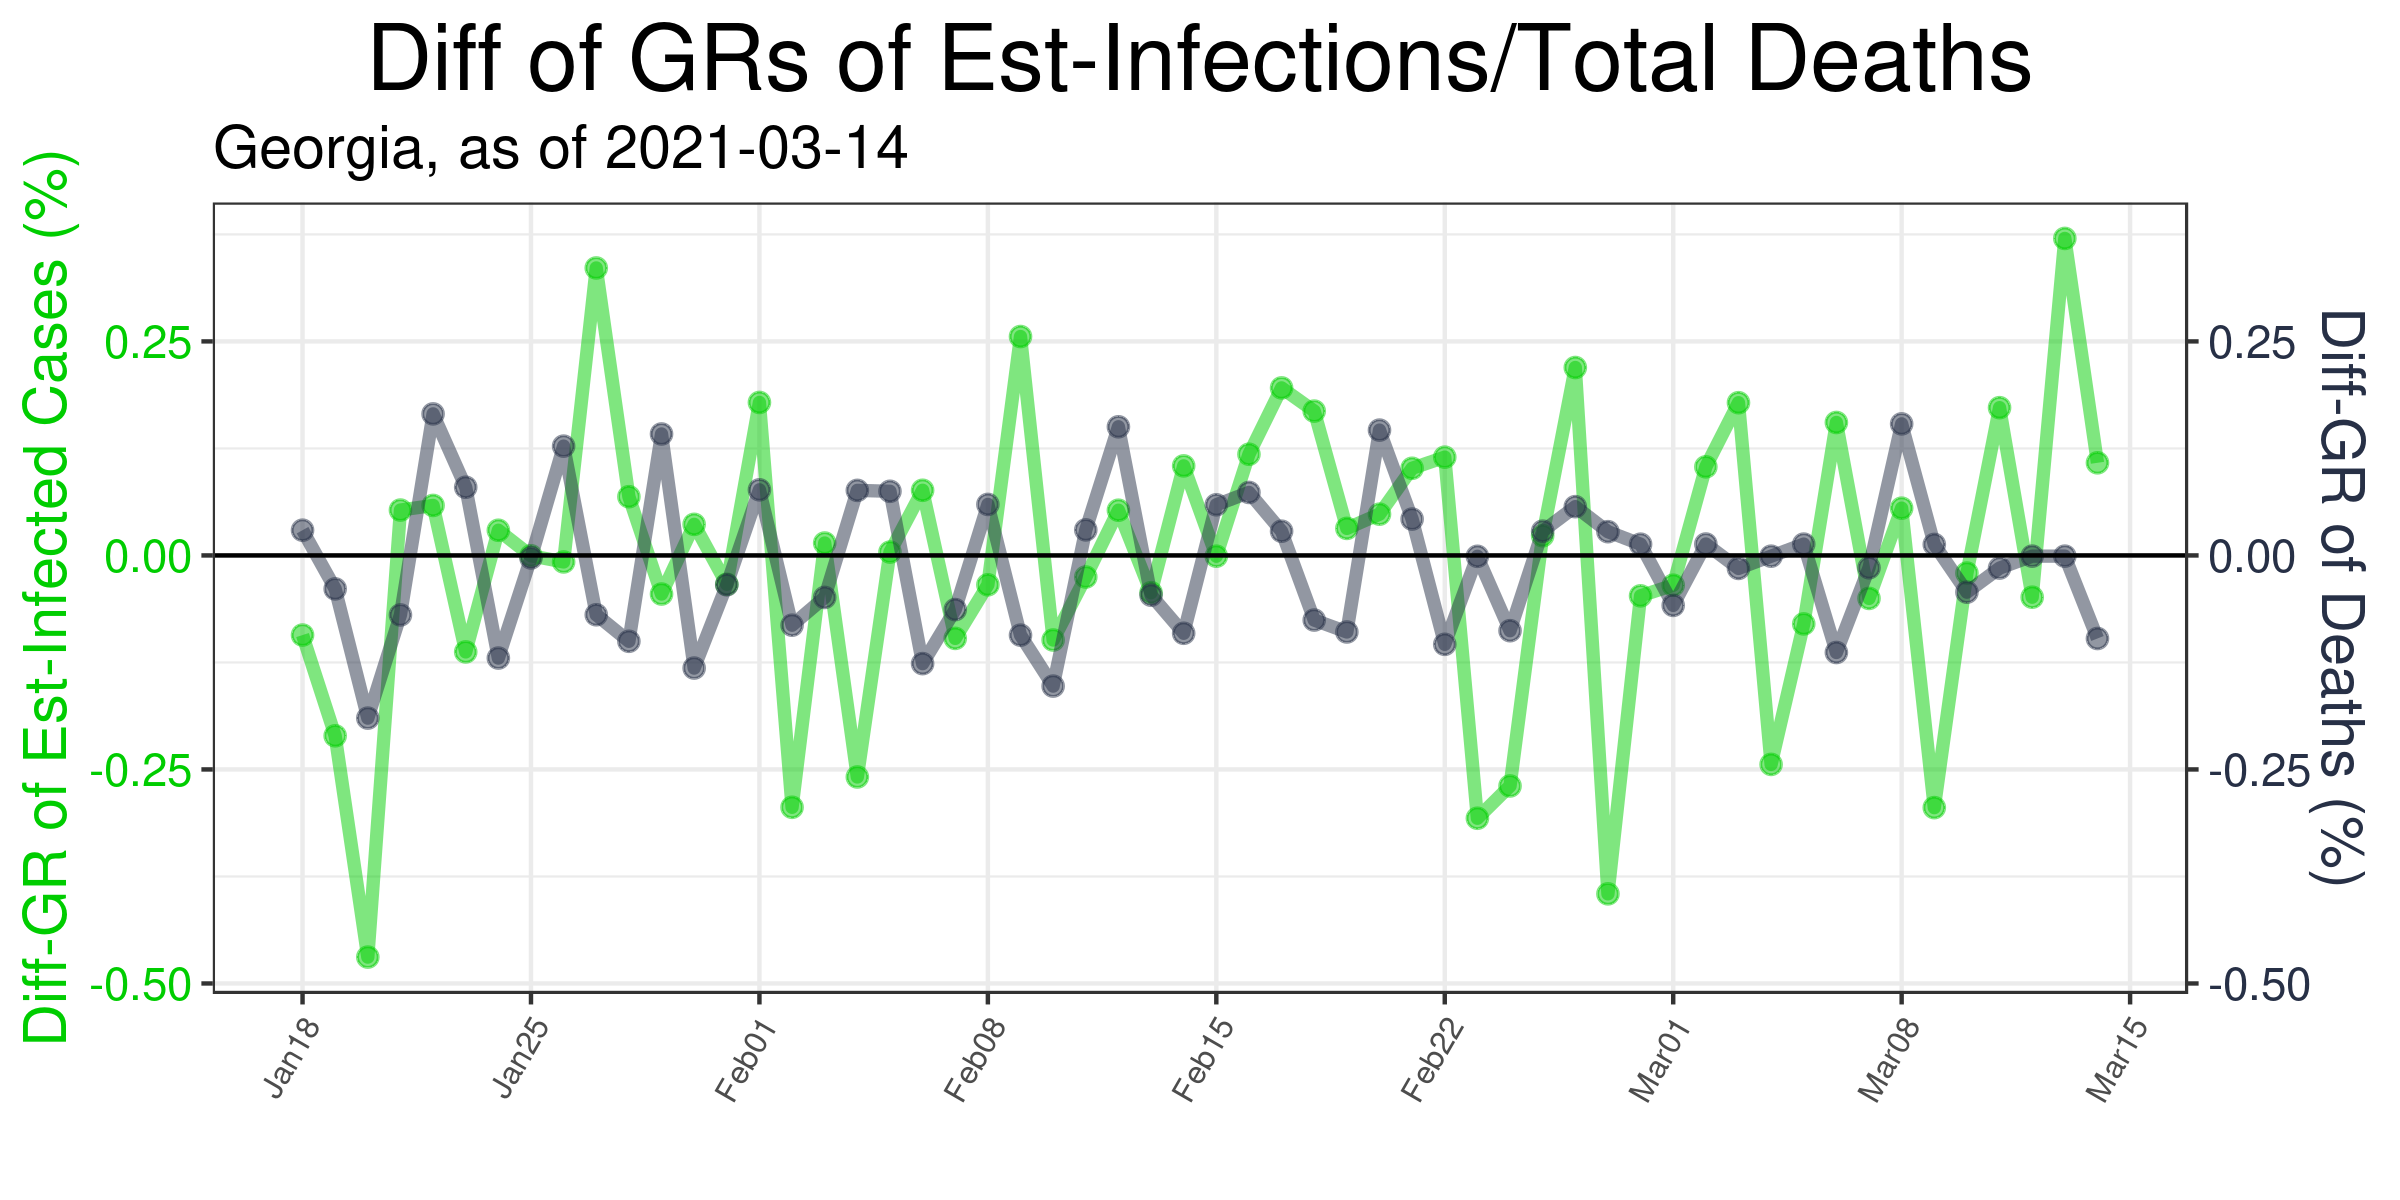 Diff of GRs of Est-Infections/Total Deaths
Georgia, as of 2021-03-14
Diff-GR of Est-Infected Cases (%)
0.25
0.00
-0.25
-0.50
0.25
0.00
-0.25
-0.50
Diff-GR of Deaths (%)
Jan18
Jan25
Feb01
Feb08
Feb15
Feb22
Mar01
Mar08
Mar15